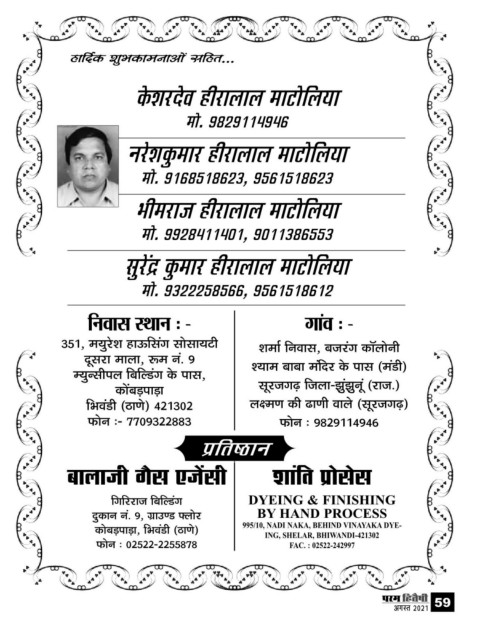 हार्दिक शुभकामनाओं सहित...
केशरदेव हीरालाल माटोलिया
मो. 9829114946
नरेशकुमार हीरालाल माटोलिया
मो. 9168518623, 9561518623
भीमराज हीरालाल माटोलिया
मो. 9928411401, 9011386553
सुरेंद्र कुमार हीरालाल माटोलिया
मो. 9322258566, 9561518612
निवास स्थान : -
351, मयुरेश हाऊसिंग सोसायटी
दूसरा माला, रूम नं. 9
म्युन्सीपल बिल्डिंग के पास,
कोंबड़पाड़ा
भिवंडी (ठाणे) 421302
फोन :- 7709322883
गांव : -
शर्मा निवास, बजरंग कॉलोनी
श्याम बाबा मंदिर के पास (मंडी)
सूरजगढ़ जिला-झुंझुनूं (राज.)
लक्ष्मण की ढाणी वाले (सूरजगढ़)
फोन : 9829114946
प्रतिष्ठान
बालाजी गैस एजेंसी
गिरिराज बिल्डिंग
दुकान नं. 9, ग्राउण्ड फ्लोर
कोबड़पाड़ा, भिवंडी (ठाणे)
फोन : 02522-2255878
शांति प्रोसेस
DYEING & FINISHING
BY HAND PROCESS
995/10, NADI NAKA, BEHIND VINAYAKA DYE-
ING, SHELAR, BHIWANDI-421302
FAC. : 02522-242997
परम हितैषी
अगस्त 2021
59